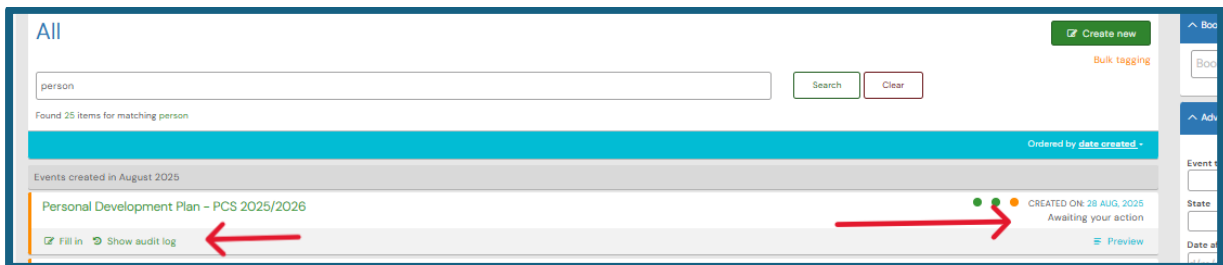 All
Create new
Bulk tagging
person
Search
Clear
Found 25 items for matching person
Ordered by date created
Events created in August 2025
Personal Development Plan - PCS 2025/2026
CREATED ON: 28 AUG, 2025
Awaiting your action
Fill in
Show audit log
Preview
State